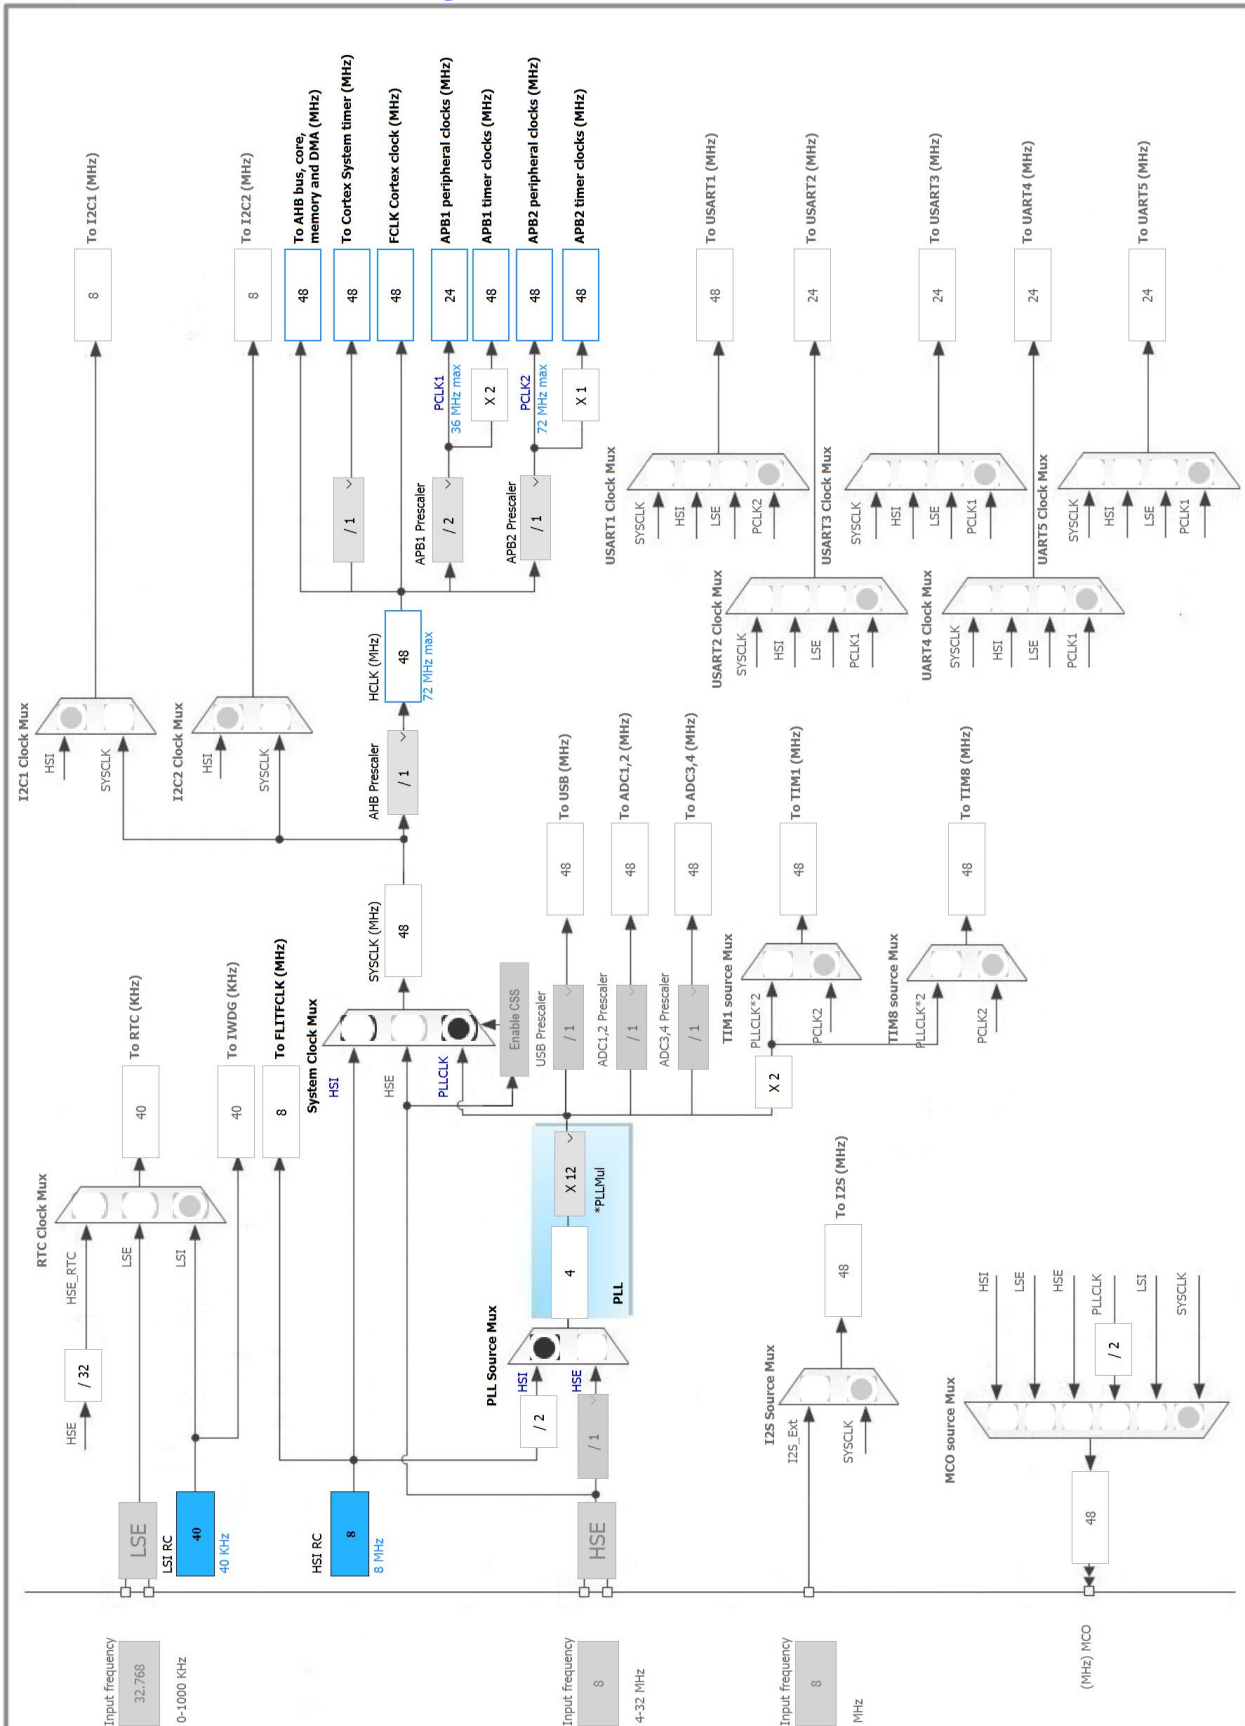 Input frequency
32.768
0-1000 KHz
LSE
LSI RC
40
40 KHz
HSE
/ 32
HSE_RTC
LSE
LSI
RTC Clock Mux
40
To RTC (KHz)
40
To IWDG (KHz)
8
To FLITFCLK (MHz)
HSI RC
8
8 MHz
Input frequency
8
4-32 MHz
HSE
/ 1
/ 2
HSI
HSE
PLL Source Mux
4
X 12
*PLLMul
PLL
System Clock Mux
HSI
HSE
PLLCLK
Enable CSS
SYSCLK (MHz)
48
AHB Prescaler
/ 1
HCLK (MHz)
48
72 MHz max
I2C1 Clock Mux
HSI
SYSCLK
8
To I2C1 (MHz)
I2C2 Clock Mux
HSI
SYSCLK
8
To I2C2 (MHz)
48
To AHB bus, core,
memory and DMA (MHz)
/ 1
48
To Cortex System timer (MHz)
48
FCLK Cortex clock (MHz)
APB1 Prescaler
/ 2
PCLK1
36 MHz max
24
APB1 peripheral clocks (MHz)
X 2
48
APB1 timer clocks (MHz)
APB2 Prescaler
/ 1
PCLK2
72 MHz max
48
APB2 peripheral clocks (MHz)
X 1
48
APB2 timer clocks (MHz)
USB Prescaler
/ 1
48
To USB (MHz)
ADC1,2 Prescaler
/ 1
48
To ADC1,2 (MHz)
ADC3,4 Prescaler
/ 1
48
To ADC3,4 (MHz)
X 2
TIM1 source Mux
PLLCLK*2
PCLK2
48
To TIM1 (MHz)
TIM8 source Mux
PLLCLK*2
PCLK2
48
To TIM8 (MHz)
USART1 Clock Mux
SYSCLK
HSI
LSE
PCLK2
48
To USART1 (MHz)
USART2 Clock Mux
SYSCLK
HSI
LSE
PCLK1
24
To USART2 (MHz)
USART3 Clock Mux
SYSCLK
HSI
LSE
PCLK1
24
To USART3 (MHz)
UART4 Clock Mux
SYSCLK
HSI
LSE
PCLK1
24
To UART4 (MHz)
UART5 Clock Mux
SYSCLK
HSI
LSE
PCLK1
24
To UART5 (MHz)
Input frequency
8
MHz
I2S Source Mux
I2S_Ext
SYSCLK
48
To I2S (MHz)
MCO source Mux
HSI
LSE
HSE
PLLCLK
/ 2
LSI
SYSCLK
48
(MHz) MCO